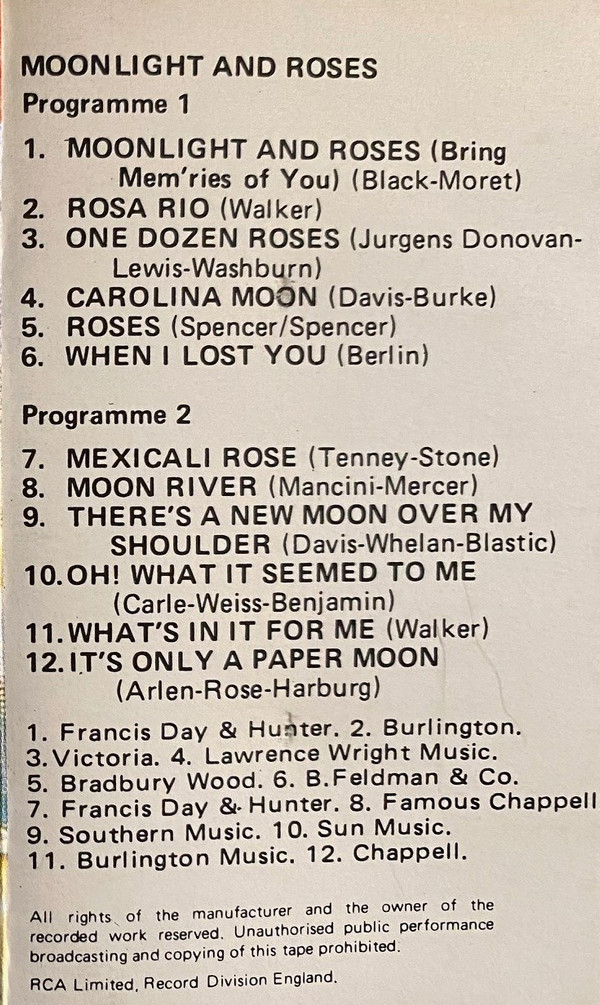 MOONLIGHT AND ROSES
Programme 1
1. MOONLIGHT AND ROSES (Bring
Mem'ries of You) (Black-Moret)
2. ROSA RIO (Walker)
3. ONE DOZEN ROSES (Jurgens Donovan-
Lewis-Washburn)
4. CAROLINA MOON (Davis-Burke)
5. ROSES (Spencer/Spencer)
6. WHEN I LOST YOU (Berlin)
Programme 2
7. MEXICALI ROSE (Tenney-Stone)
8. MOON RIVER (Mancini-Mercer)
9. THERE'S A NEW MOON OVER MY
SHOULDER (Davis-Whelan-Blastic)
10. OH! WHAT IT SEEMED TO ME
(Carle-Weiss-Benjamin)
11. WHAT'S IN IT FOR ME (Walker)
12. IT'S ONLY A PAPER MOON
(Arlen-Rose-Harburg)
1. Francis Day & Hunter. 2. Burlington.
3. Victoria. 4. Lawrence Wright Music.
5. Bradbury Wood. 6. B.Feldman & Co.
7. Francis Day & Hunter. 8. Famous Chappell
9. Southern Music. 10. Sun Music.
11. Burlington Music. 12. Chappell.
All rights of the manufacturer and the owner of the
recorded work reserved. Unauthorised public performance
broadcasting and copying of this tape prohibited.
RCA Limited, Record Division England.